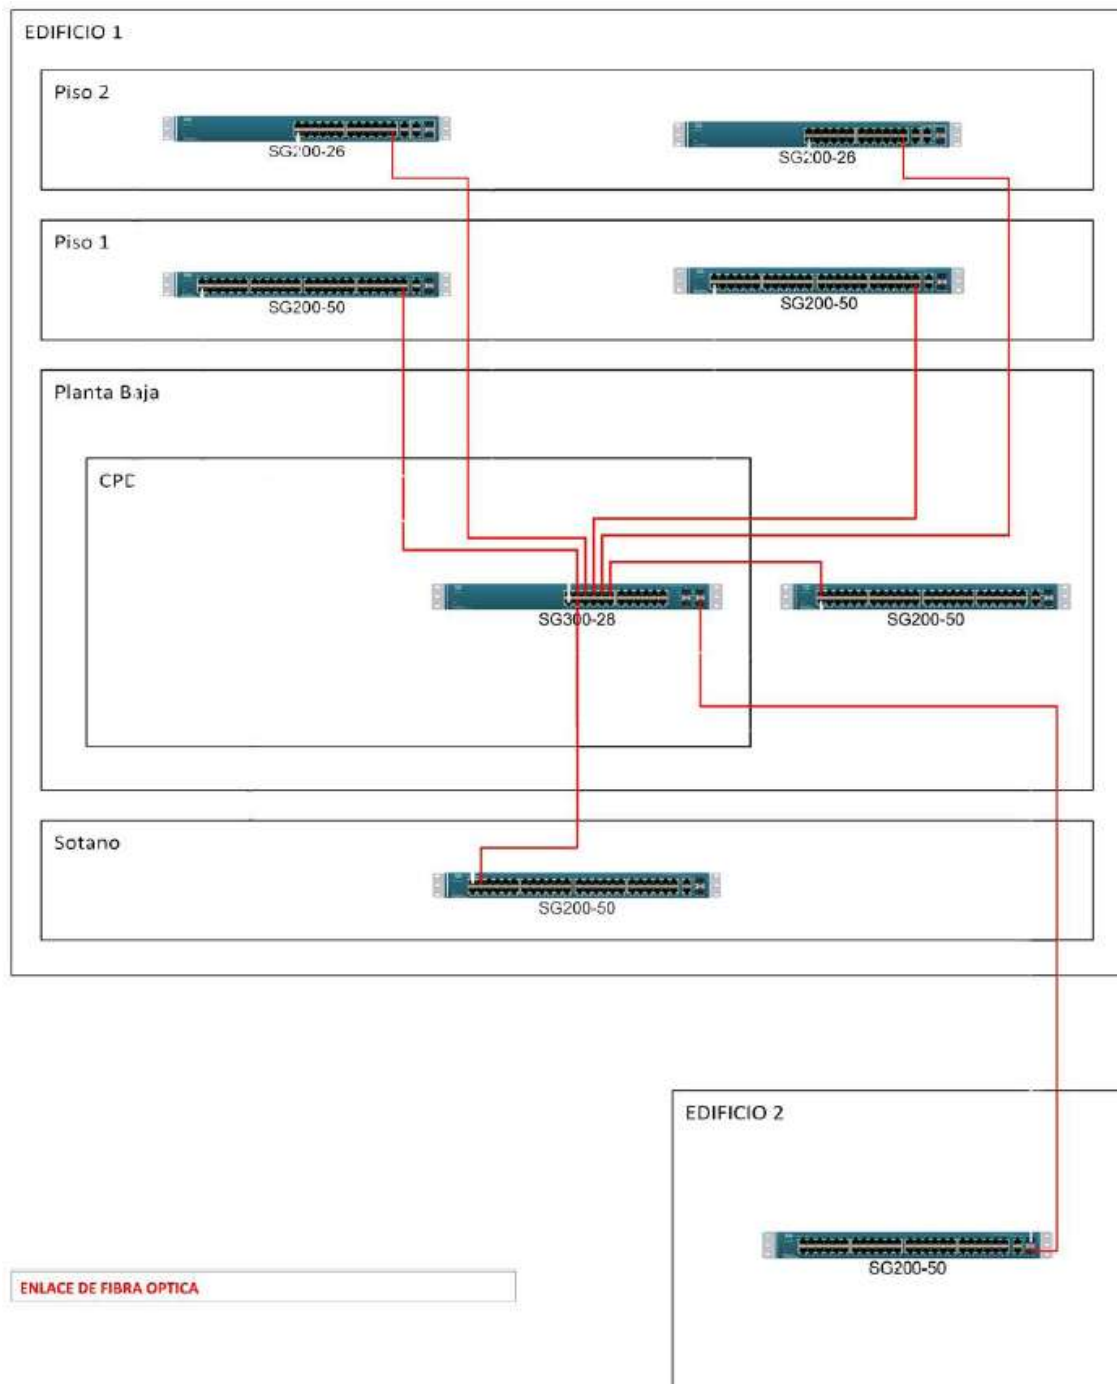 EDIFICIO 1
Piso 2
SG200-26
SG200-26
Piso 1
SG200-50
SG200-50
Planta Baja
CPD
SG300-28
SG200-50
Sotano
SG200-50
EDIFICIO 2
SG200-50
ENLACE DE FIBRA OPTICA